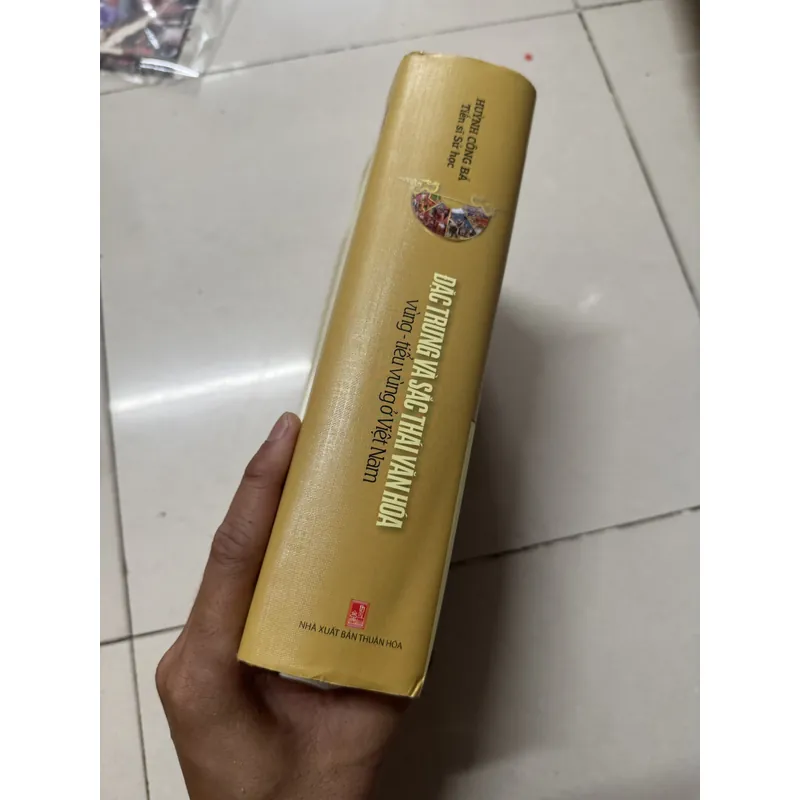 HUỲNH CÔNG BÁ
Tiến sĩ Sử học
ĐẶC TRƯNG VÀ SẮC THÁI VĂN HÓA
vùng - tiểu vùng ở Việt Nam
NHÀ XUẤT BẢN THUẬN HÓA